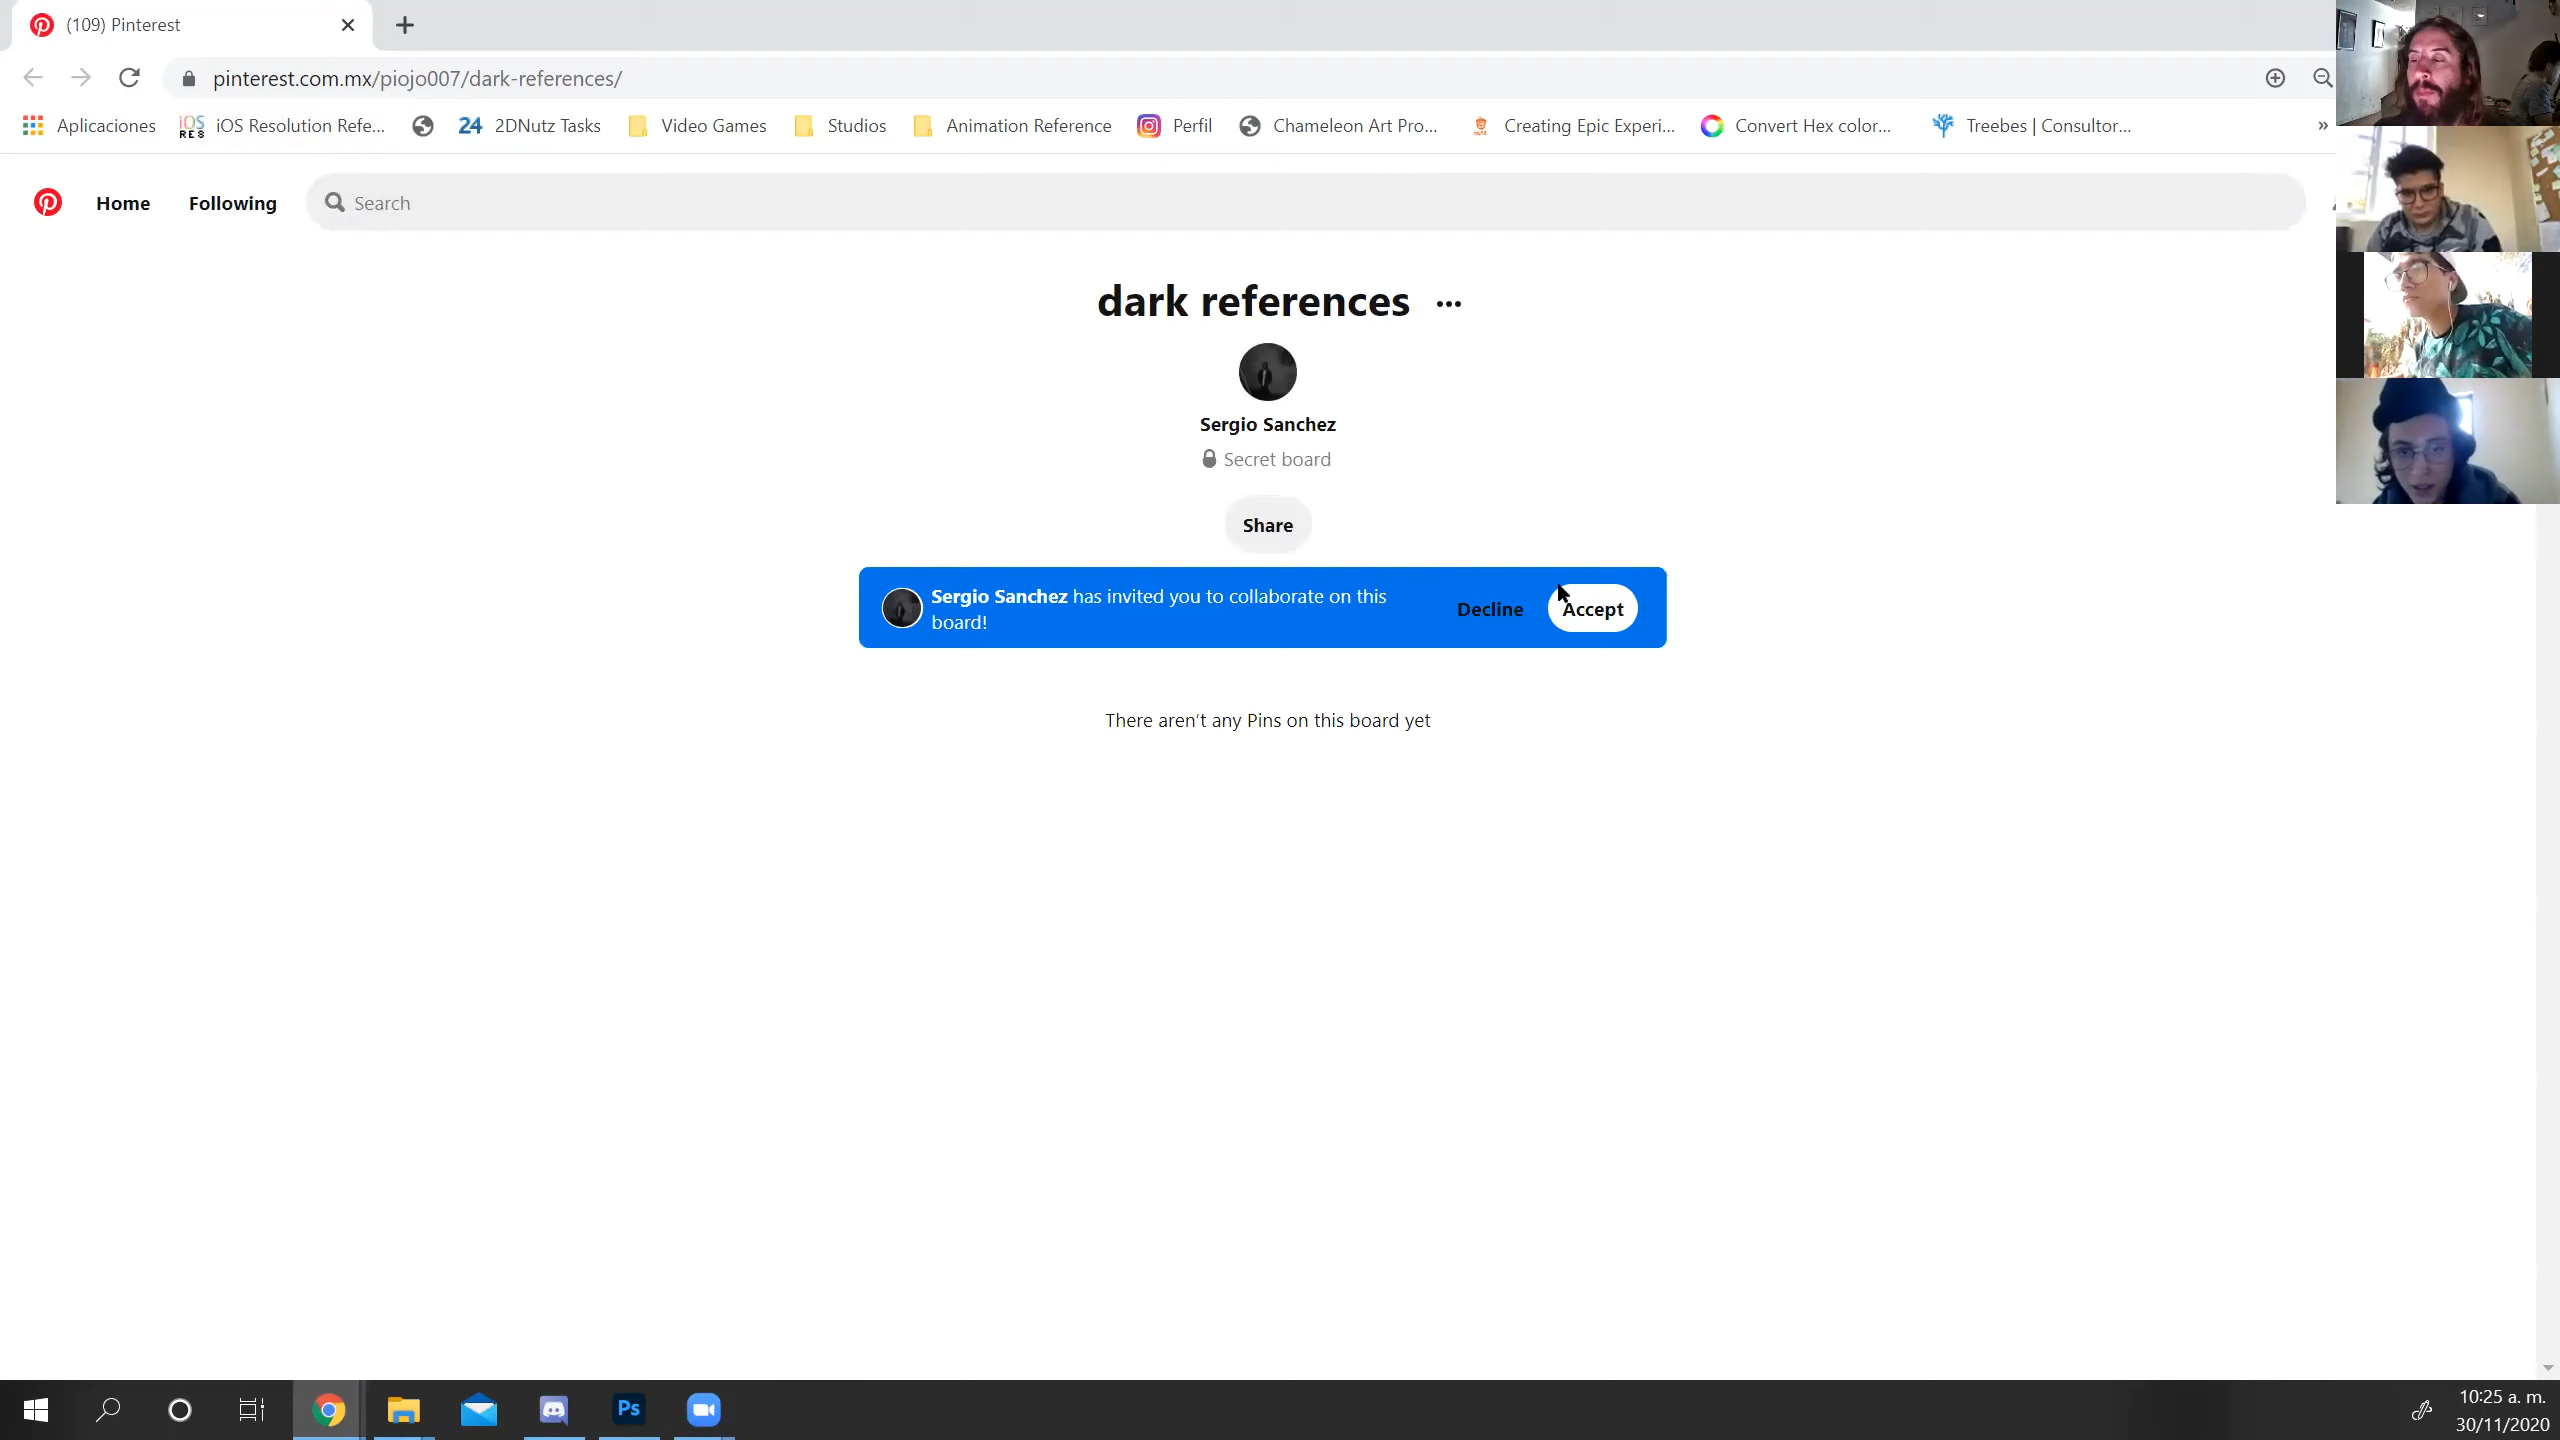 (109) Pinterest
pinterest.com.mx/piojo007/dark-references/
Aplicaciones iOS RES iOS Resolution Refe... 24 2DNutz Tasks Video Games Studios Animation Reference Perfil Chameleon Art Pro... Creating Epic Experi... Convert Hex color... Treebes | Consultor... »
Home Following Search
dark references ...
Sergio Sanchez
Secret board
Share
Sergio Sanchez has invited you to collaborate on this
board!
Decline Accept
There aren't any Pins on this board yet
Ps
10:25 a. m.
30/11/2020